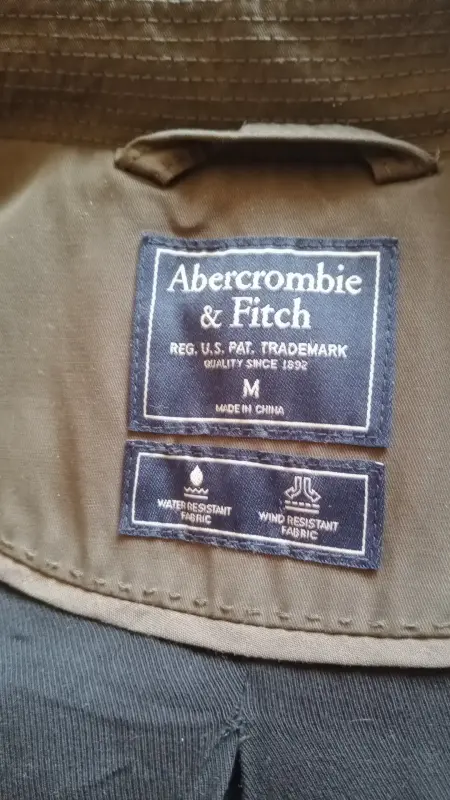 Abercrombie
& Fitch
REG. U.S. PAT. TRADEMARK
QUALITY SINCE 1892
M
MADE IN CHINA
WATER RESISTANT
FABRIC
WIND RESISTANT
FABRIC